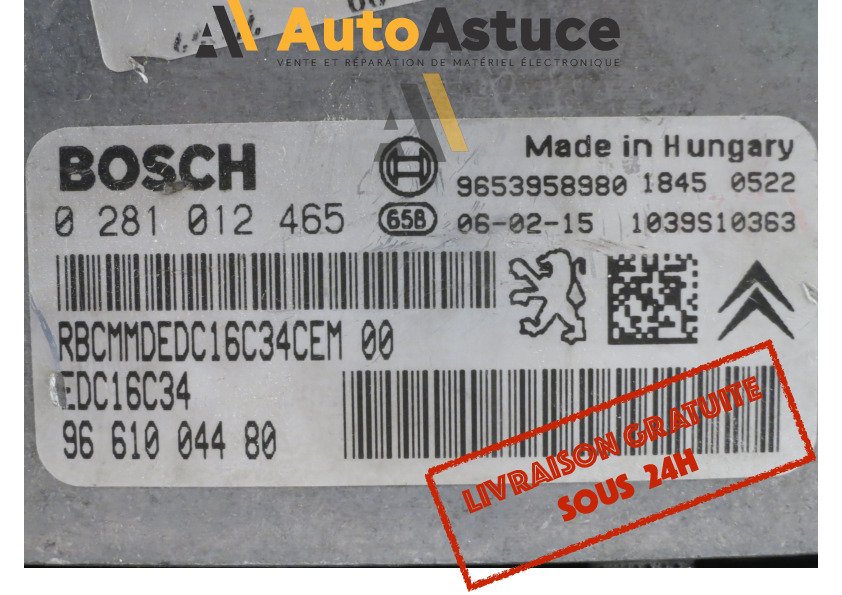 AutoAstuce
VENTE ET RÉPARATION DE MATÉRIEL ÉLECTRONIQUE
BOSCH
Made in Hungary
9653958980 1845 0522
0 281 012 465
65B
06-02-15 1039S10363
RBCMMDEDC16C34CEM 00
EDC16C34
96 610 044 80
LIVRAISON GRATUITE
SOUS 24H